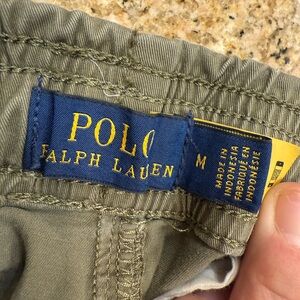 POLO
RALPH LAUREN
M
MADE IN
INDONESIA
FABRIQUÉ EN
INDONÉSIE